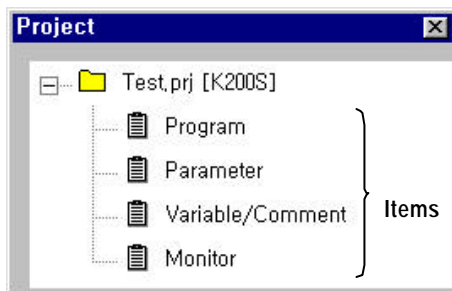 Project
Test.prj [K200S]
Program
Parameter
Variable/Comment
Items
Monitor